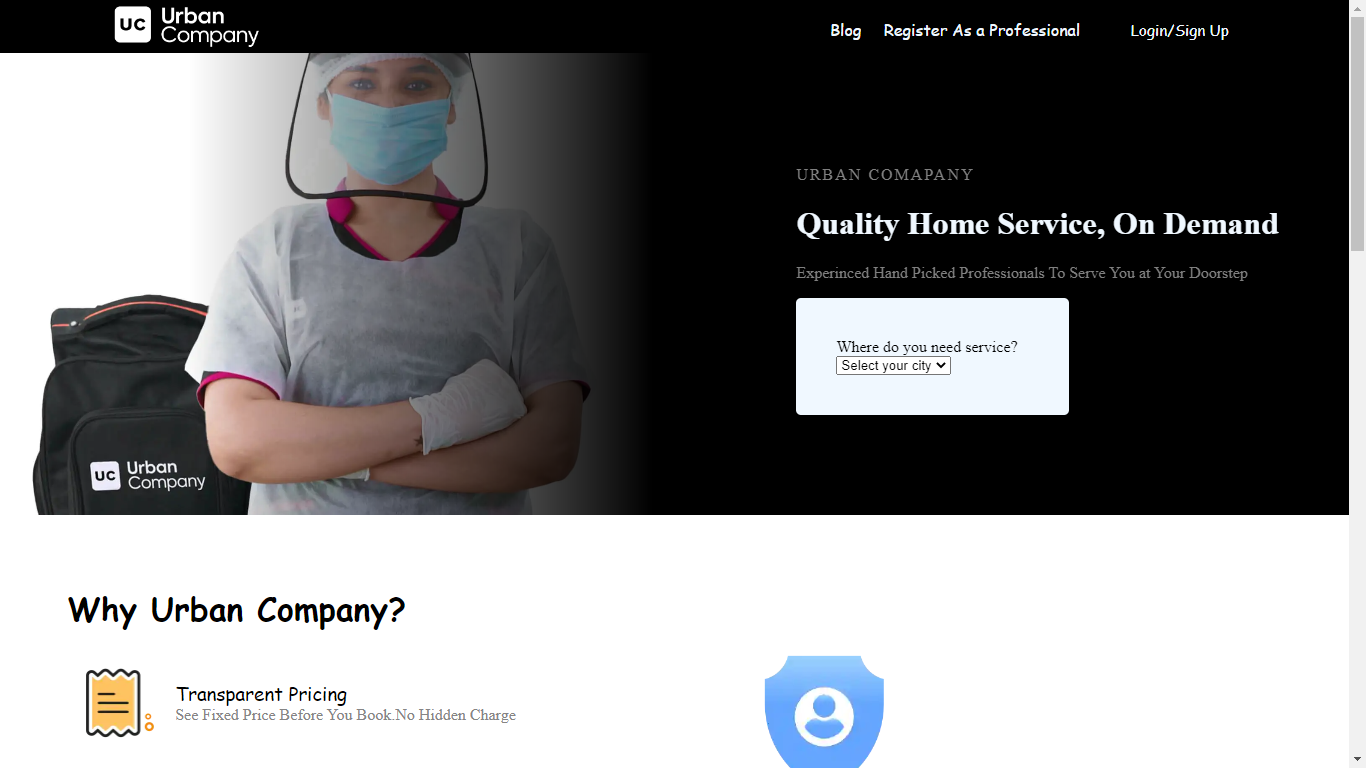 UC Urban
Company
Blog Register As a Professional Login/Sign Up
URBAN COMAPANY
Quality Home Service, On Demand
Experinced Hand Picked Professionals To Serve You at Your Doorstep
Where do you need service?
Select your city
UC Urban
Company
Why Urban Company?
Transparent Pricing
See Fixed Price Before You Book.No Hidden Charge